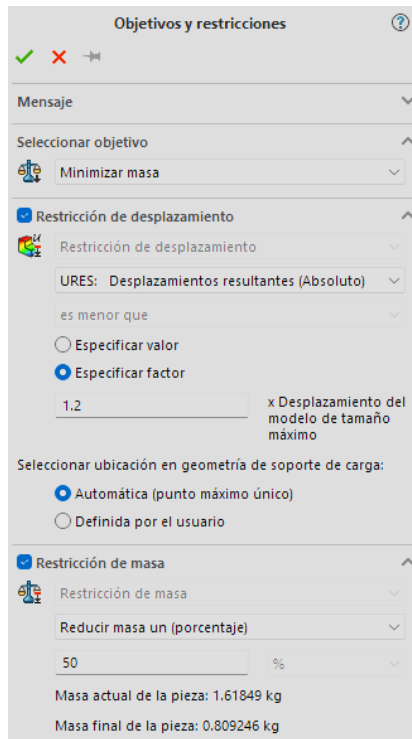 Objetivos y restricciones
Mensaje
Seleccionar objetivo
Minimizar masa
Restricción de desplazamiento
Restricción de desplazamiento
URES: Desplazamientos resultantes (Absoluto)
es menor que
Especificar valor
Especificar factor
1.2 x Desplazamiento del
modelo de tamaño
máximo
Seleccionar ubicación en geometría de soporte de carga:
Automática (punto máximo único)
Definida por el usuario
Restricción de masa
Restricción de masa
Reducir masa un (porcentaje)
50 %
Masa actual de la pieza: 1.61849 kg
Masa final de la pieza: 0.809246 kg